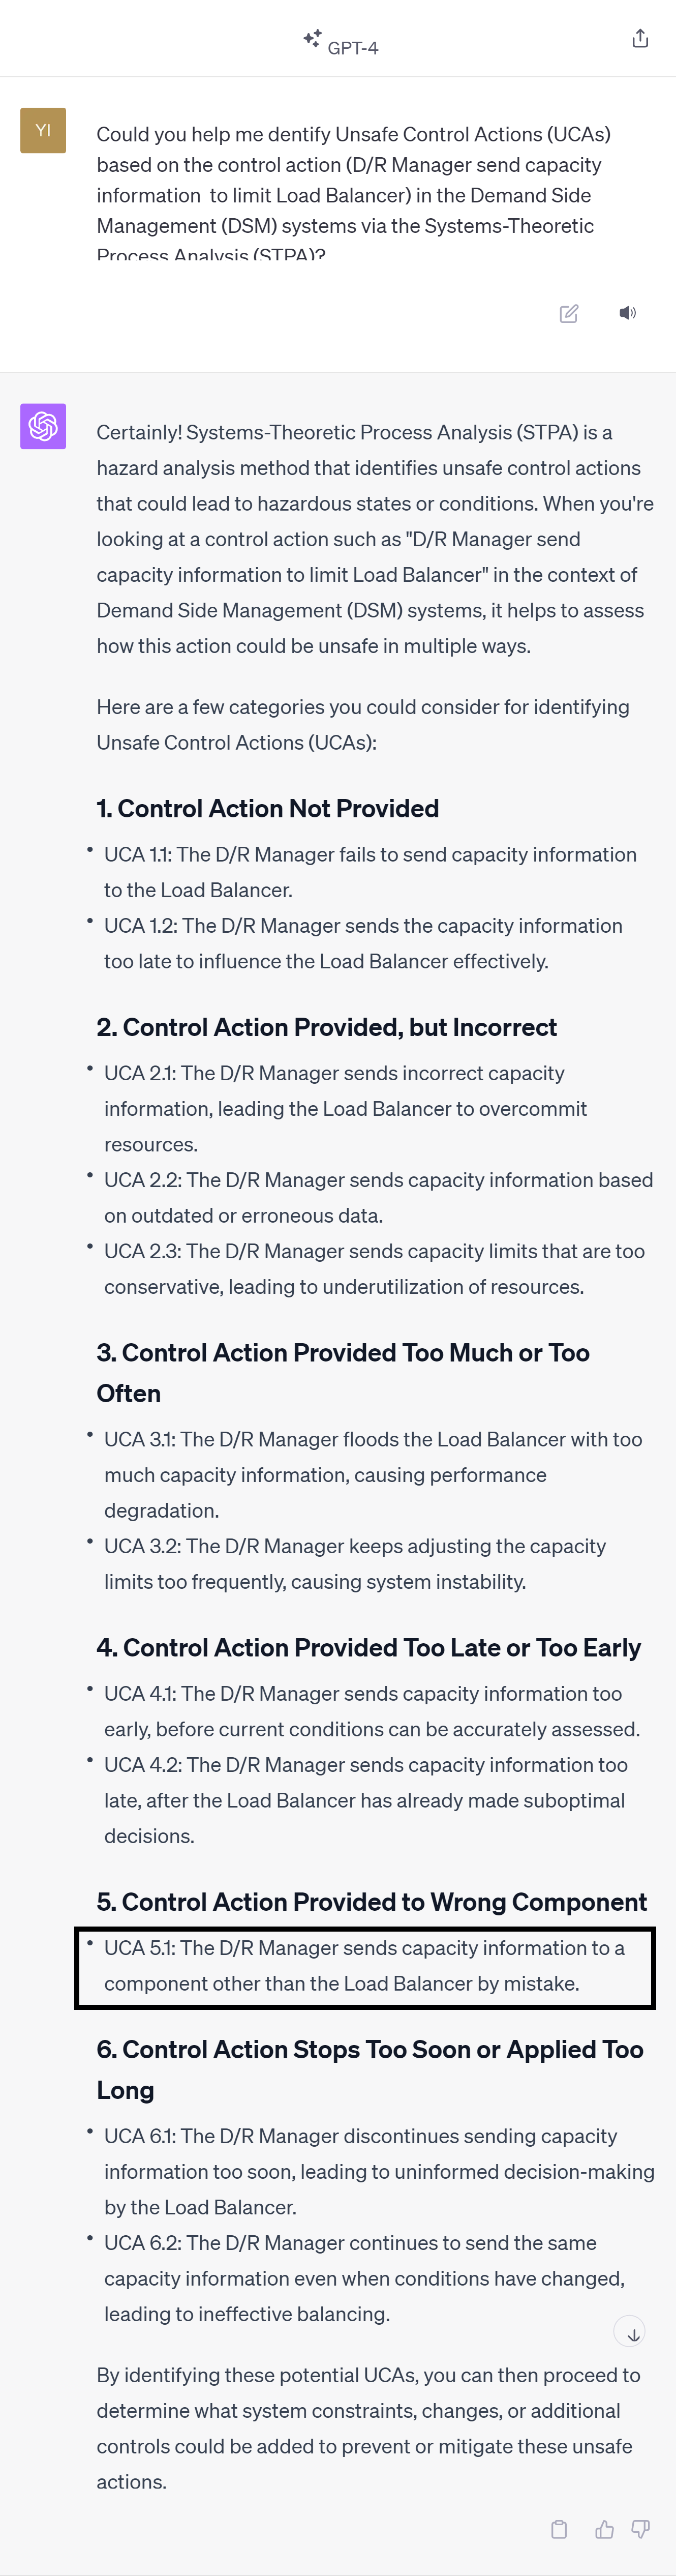 GPT-4
YI
Could you help me dentify Unsafe Control Actions (UCAs)
based on the control action (D/R Manager send capacity
information  to limit Load Balancer) in the Demand Side
Management (DSM) systems via the Systems-Theoretic
Process Analysis (STPA)?
Certainly! Systems-Theoretic Process Analysis (STPA) is a
hazard analysis method that identifies unsafe control actions
that could lead to hazardous states or conditions. When you're
looking at a control action such as "D/R Manager send
capacity information to limit Load Balancer" in the context of
Demand Side Management (DSM) systems, it helps to assess
how this action could be unsafe in multiple ways.
Here are a few categories you could consider for identifying
Unsafe Control Actions (UCAs):
1. Control Action Not Provided
• UCA 1.1: The D/R Manager fails to send capacity information
to the Load Balancer.
• UCA 1.2: The D/R Manager sends the capacity information
too late to influence the Load Balancer effectively.
2. Control Action Provided, but Incorrect
• UCA 2.1: The D/R Manager sends incorrect capacity
information, leading the Load Balancer to overcommit
resources.
• UCA 2.2: The D/R Manager sends capacity information based
on outdated or erroneous data.
• UCA 2.3: The D/R Manager sends capacity limits that are too
conservative, leading to underutilization of resources.
3. Control Action Provided Too Much or Too
Often
• UCA 3.1: The D/R Manager floods the Load Balancer with too
much capacity information, causing performance
degradation.
• UCA 3.2: The D/R Manager keeps adjusting the capacity
limits too frequently, causing system instability.
4. Control Action Provided Too Late or Too Early
• UCA 4.1: The D/R Manager sends capacity information too
early, before current conditions can be accurately assessed.
• UCA 4.2: The D/R Manager sends capacity information too
late, after the Load Balancer has already made suboptimal
decisions.
5. Control Action Provided to Wrong Component
• UCA 5.1: The D/R Manager sends capacity information to a
component other than the Load Balancer by mistake.
6. Control Action Stops Too Soon or Applied Too
Long
• UCA 6.1: The D/R Manager discontinues sending capacity
information too soon, leading to uninformed decision-making
by the Load Balancer.
• UCA 6.2: The D/R Manager continues to send the same
capacity information even when conditions have changed,
leading to ineffective balancing.
By identifying these potential UCAs, you can then proceed to
determine what system constraints, changes, or additional
controls could be added to prevent or mitigate these unsafe
actions.